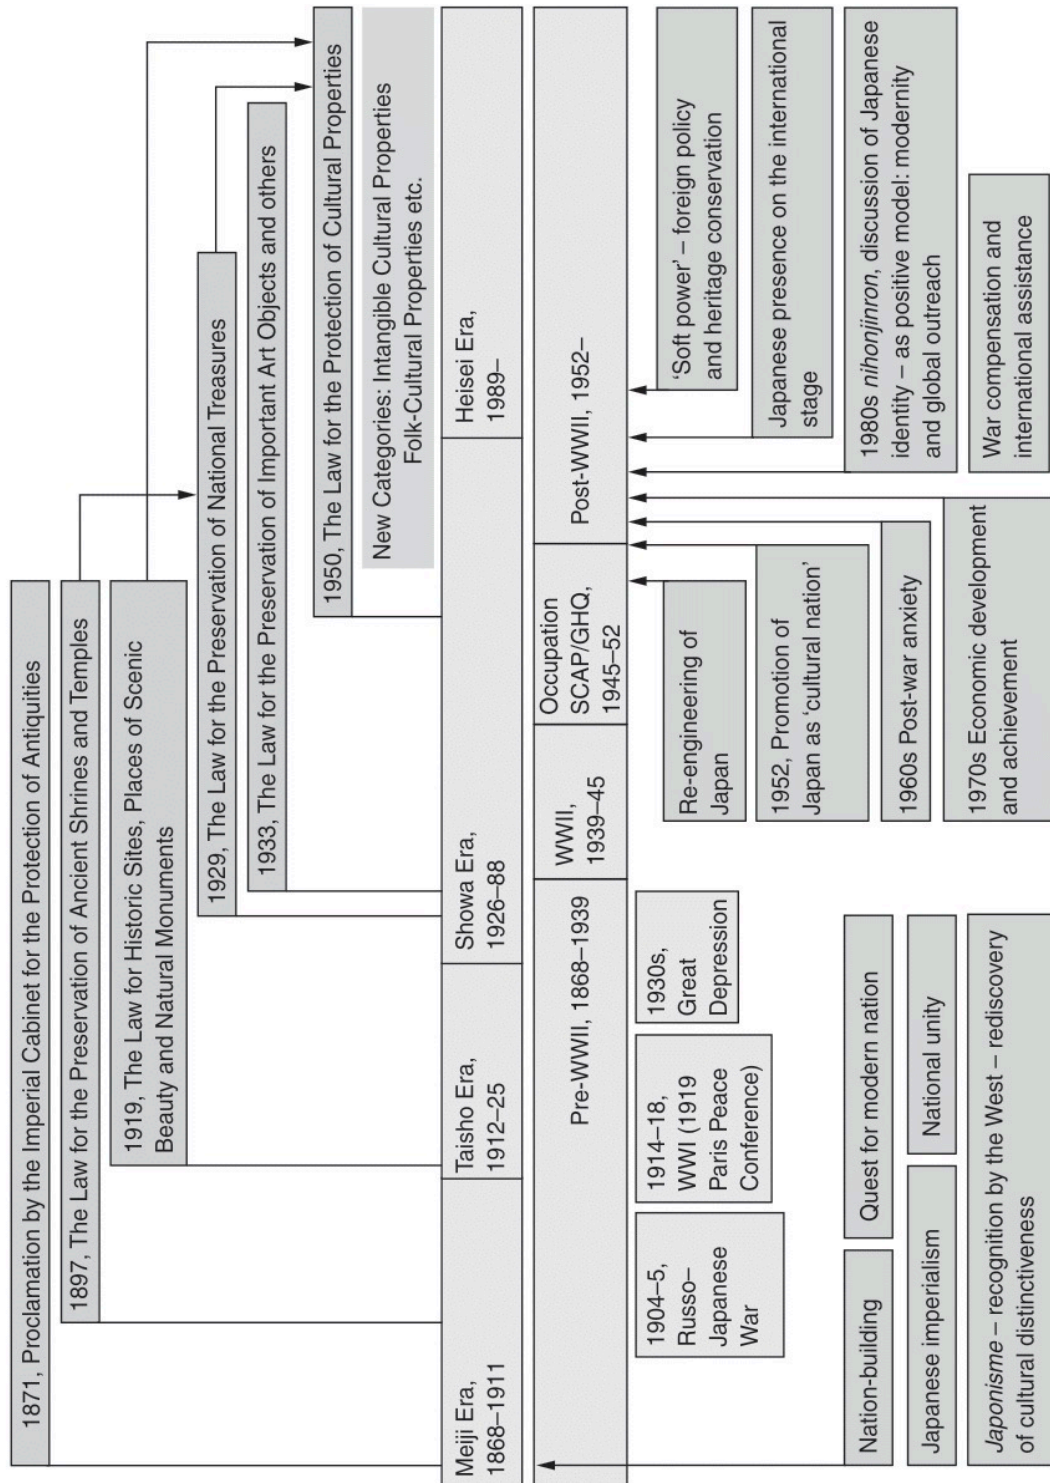 1871, Proclamation by the Imperial Cabinet for the Protection of Antiquities
1897, The Law for the Preservation of Ancient Shrines and Temples
1919, The Law for Historic Sites, Places of Scenic
Beauty and Natural Monuments
1929, The Law for the Preservation of National Treasures
1933, The Law for the Preservation of Important Art Objects and others
1950, The Law for the Protection of Cultural Properties
New Categories: Intangible Cultural Properties
Folk-Cultural Properties etc.
Meiji Era,
1868–1911
Taisho Era,
1912–25
Showa Era,
1926–88
Heisei Era,
1989–
Pre-WWII, 1868–1939
WWII,
1939–45
Occupation
SCAP/GHQ,
1945–52
Post-WWII, 1952–
1904–5,
Russo–
Japanese
War
1914–18,
WWI (1919
Paris Peace
Conference)
1930s,
Great
Depression
Nation-building
Quest for modern nation
Japanese imperialism
National unity
Japonisme – recognition by the West – rediscovery
of cultural distinctiveness
Re-engineering of
Japan
1952, Promotion of
Japan as ‘cultural nation’
1960s Post-war anxiety
1970s Economic development
and achievement
‘Soft power’ – foreign policy
and heritage conservation
Japanese presence on the international
stage
1980s nihonjinron, discussion of Japanese
identity – as positive model: modernity
and global outreach
War compensation and
international assistance